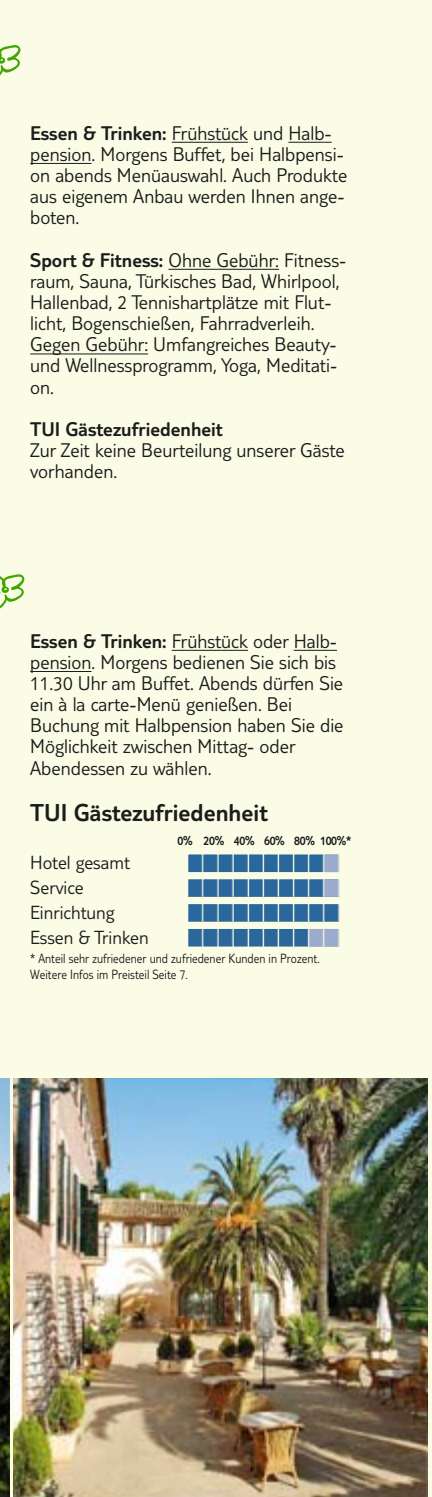 Essen & Trinken: Frühstück und Halb-
pension. Morgens Buffet, bei Halbpensi-
on abends Menüauswahl. Auch Produkte
aus eigenem Anbau werden Ihnen ange-
boten.
Sport & Fitness: Ohne Gebühr: Fitness-
raum, Sauna, Türkisches Bad, Whirlpool,
Hallenbad, 2 Tennishartplätze mit Flut-
licht, Bogenschießen, Fahrradverleih.
Gegen Gebühr: Umfangreiches Beauty-
und Wellnessprogramm, Yoga, Meditati-
on.
TUI Gästezufriedenheit
Zur Zeit keine Beurteilung unserer Gäste
vorhanden.
Essen & Trinken: Frühstück oder Halb-
pension. Morgens bedienen Sie sich bis
11.30 Uhr am Buffet. Abends dürfen Sie
ein à la carte-Menü genießen. Bei
Buchung mit Halbpension haben Sie die
Möglichkeit zwischen Mittag- oder
Abendessen zu wählen.
TUI Gästezufriedenheit
0% 20% 40% 60% 80% 100%*
Hotel gesamt
Service
Einrichtung
Essen & Trinken
* Anteil sehr zufriedener und zufriedener Kunden in Prozent.
Weitere Infos im Preisteil Seite 7.